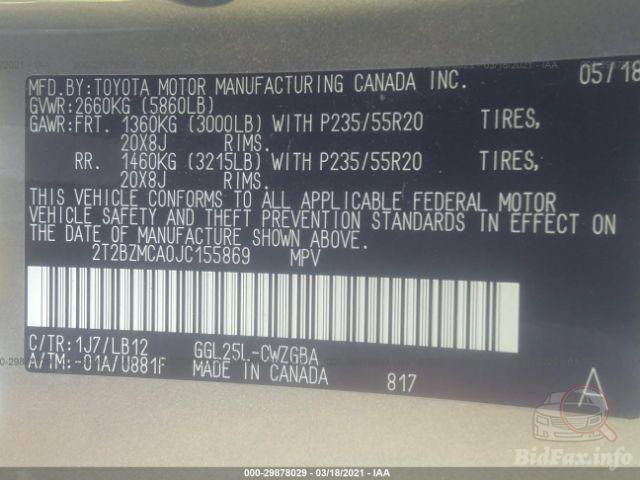 MFD.BY:TOYOTA MOTOR MANUFACTURING CANADA INC. 05/18
GVWR:2660KG (5860LB)
GAWR:FRT. 1360KG (3000LB) WITH P235/55R20 TIRES,
20X8J RIMS.
RR. 1460KG (3215LB) WITH P235/55R20 TIRES,
20X8J RIMS.
THIS VEHICLE CONFORMS TO ALL APPLICABLE FEDERAL MOTOR
VEHICLE SAFETY AND THEFT PREVENTION STANDARDS IN EFFECT ON
THE DATE OF MANUFACTURE SHOWN ABOVE.
2T2BZMCA0JC155869 MPV
C/TR:1J7/LB12 GGL25L-CWZGBA
A/TM:-01A/U881F MADE IN CANADA 817 A
BidFax.info
000-29878029 - 03/18/2021 - IAA